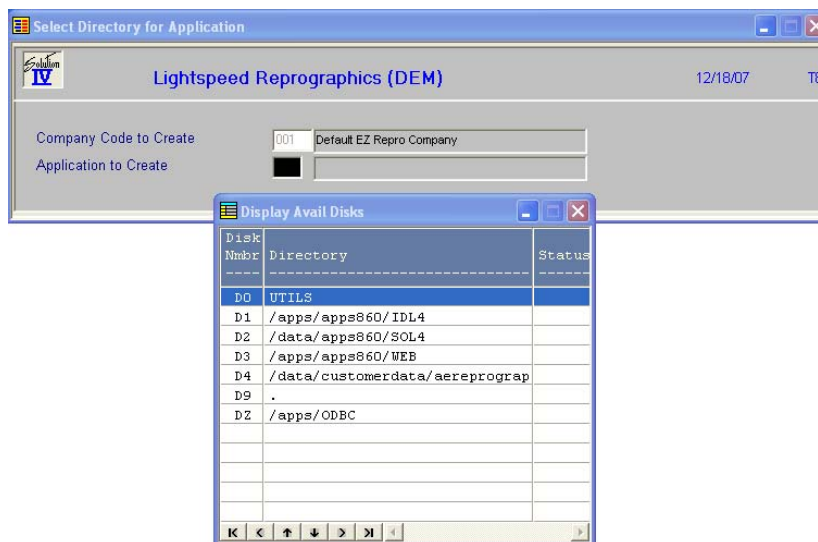 Select Directory for Application
Solution
IV
Lightspeed Reprographics (DEM) 12/18/07
Company Code to Create 001 Default EZ Repro Company
Application to Create
Display Avail Disks
Disk
Nmbr Directory Status
---- ------------------------------ ------
D0 UTILS
D1 /apps/apps860/IDL4
D2 /data/apps860/SOL4
D3 /apps/apps860/WEB
D4 /data/customerdata/aereprograp
D9 .
DZ /apps/ODBC